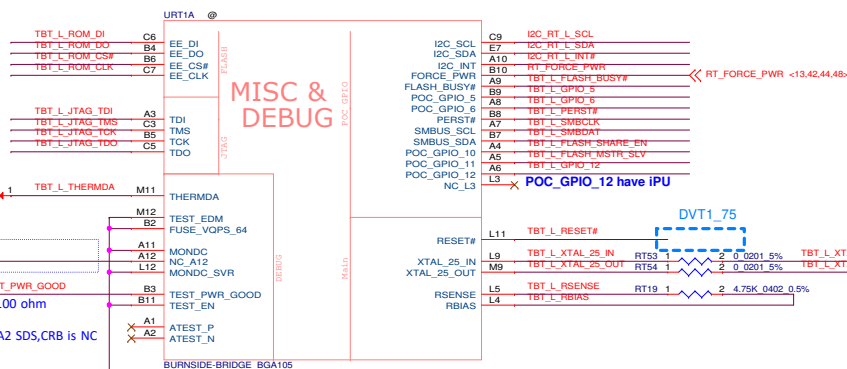 URT1A @
TBT_L_ROM_DI C6 EE_DI
TBT_L_ROM_DO B4 EE_DO
TBT_L_ROM_CS# B6 EE_CS#
TBT_L_ROM_CLK C7 EE_CLK
FLASH
TBT_L_JTAG_TDI A3 TDI
TBT_L_JTAG_TMS C3 TMS
TBT_L_JTAG_TCK B5 TCK
TBT_L_JTAG_TDO C5 TDO
JTAG
MISC &
DEBUG
POC GPIO
I2C_SCL C9 I2C_RT_L_SCL
I2C_SDA E7 I2C_RT_L_SDA
I2C_INT A10 I2C_RT_L_INT#
FORCE_PWR B10 RT_FORCE_PWR RT_FORCE_PWR <13,42,44,48>
FLASH_BUSY# A9 TBT_L_FLASH_BUSY#
POC_GPIO_5 B9 TBT_L_GPIO_5
POC_GPIO_6 A8 TBT_L_GPIO_6
PERST# B8 TBT_L_PERST#
SMBUS_SCL A7 TBT_L_SMBCLK
SMBUS_SDA B7 TBT_L_SMBDAT
POC_GPIO_10 A4 TBT_L_FLASH_SHARE_EN
POC_GPIO_11 A5 TBT_L_FLASH_MSTR_SLV
POC_GPIO_12 A6 TBT_L_GPIO_12
NC_L3 L3 POC_GPIO_12 have iPU
1 TBT_L_THERMDA M11 THERMDA
M12 TEST_EDM
B2 FUSE_VQPS_64
A11 MONDC
A12 NC_A12
L12 MONDC_SVR
DEBUG
T_PWR_GOOD B3 TEST_PWR_GOOD
B11 TEST_EN
00 ohm
A1 ATEST_P
A2 ATEST_N
A2 SDS,CRB is NC
Main
DVT1_75
RESET# L11 TBT_L_RESET#
XTAL_25_IN L9 TBT_L_XTAL_25_IN RT53 1 2 0_0201_5% TBT_L_XT
XTAL_25_OUT M9 TBT_L_XTAL_25_OUT RT54 1 2 0_0201_5% TBT_L_XT
RSENSE L5 TBT_L_RSENSE RT19 1 2 4.75K_0402_0.5%
RBIAS L4 TBT_L_RBIAS
BURNSIDE-BRIDGE_BGA105